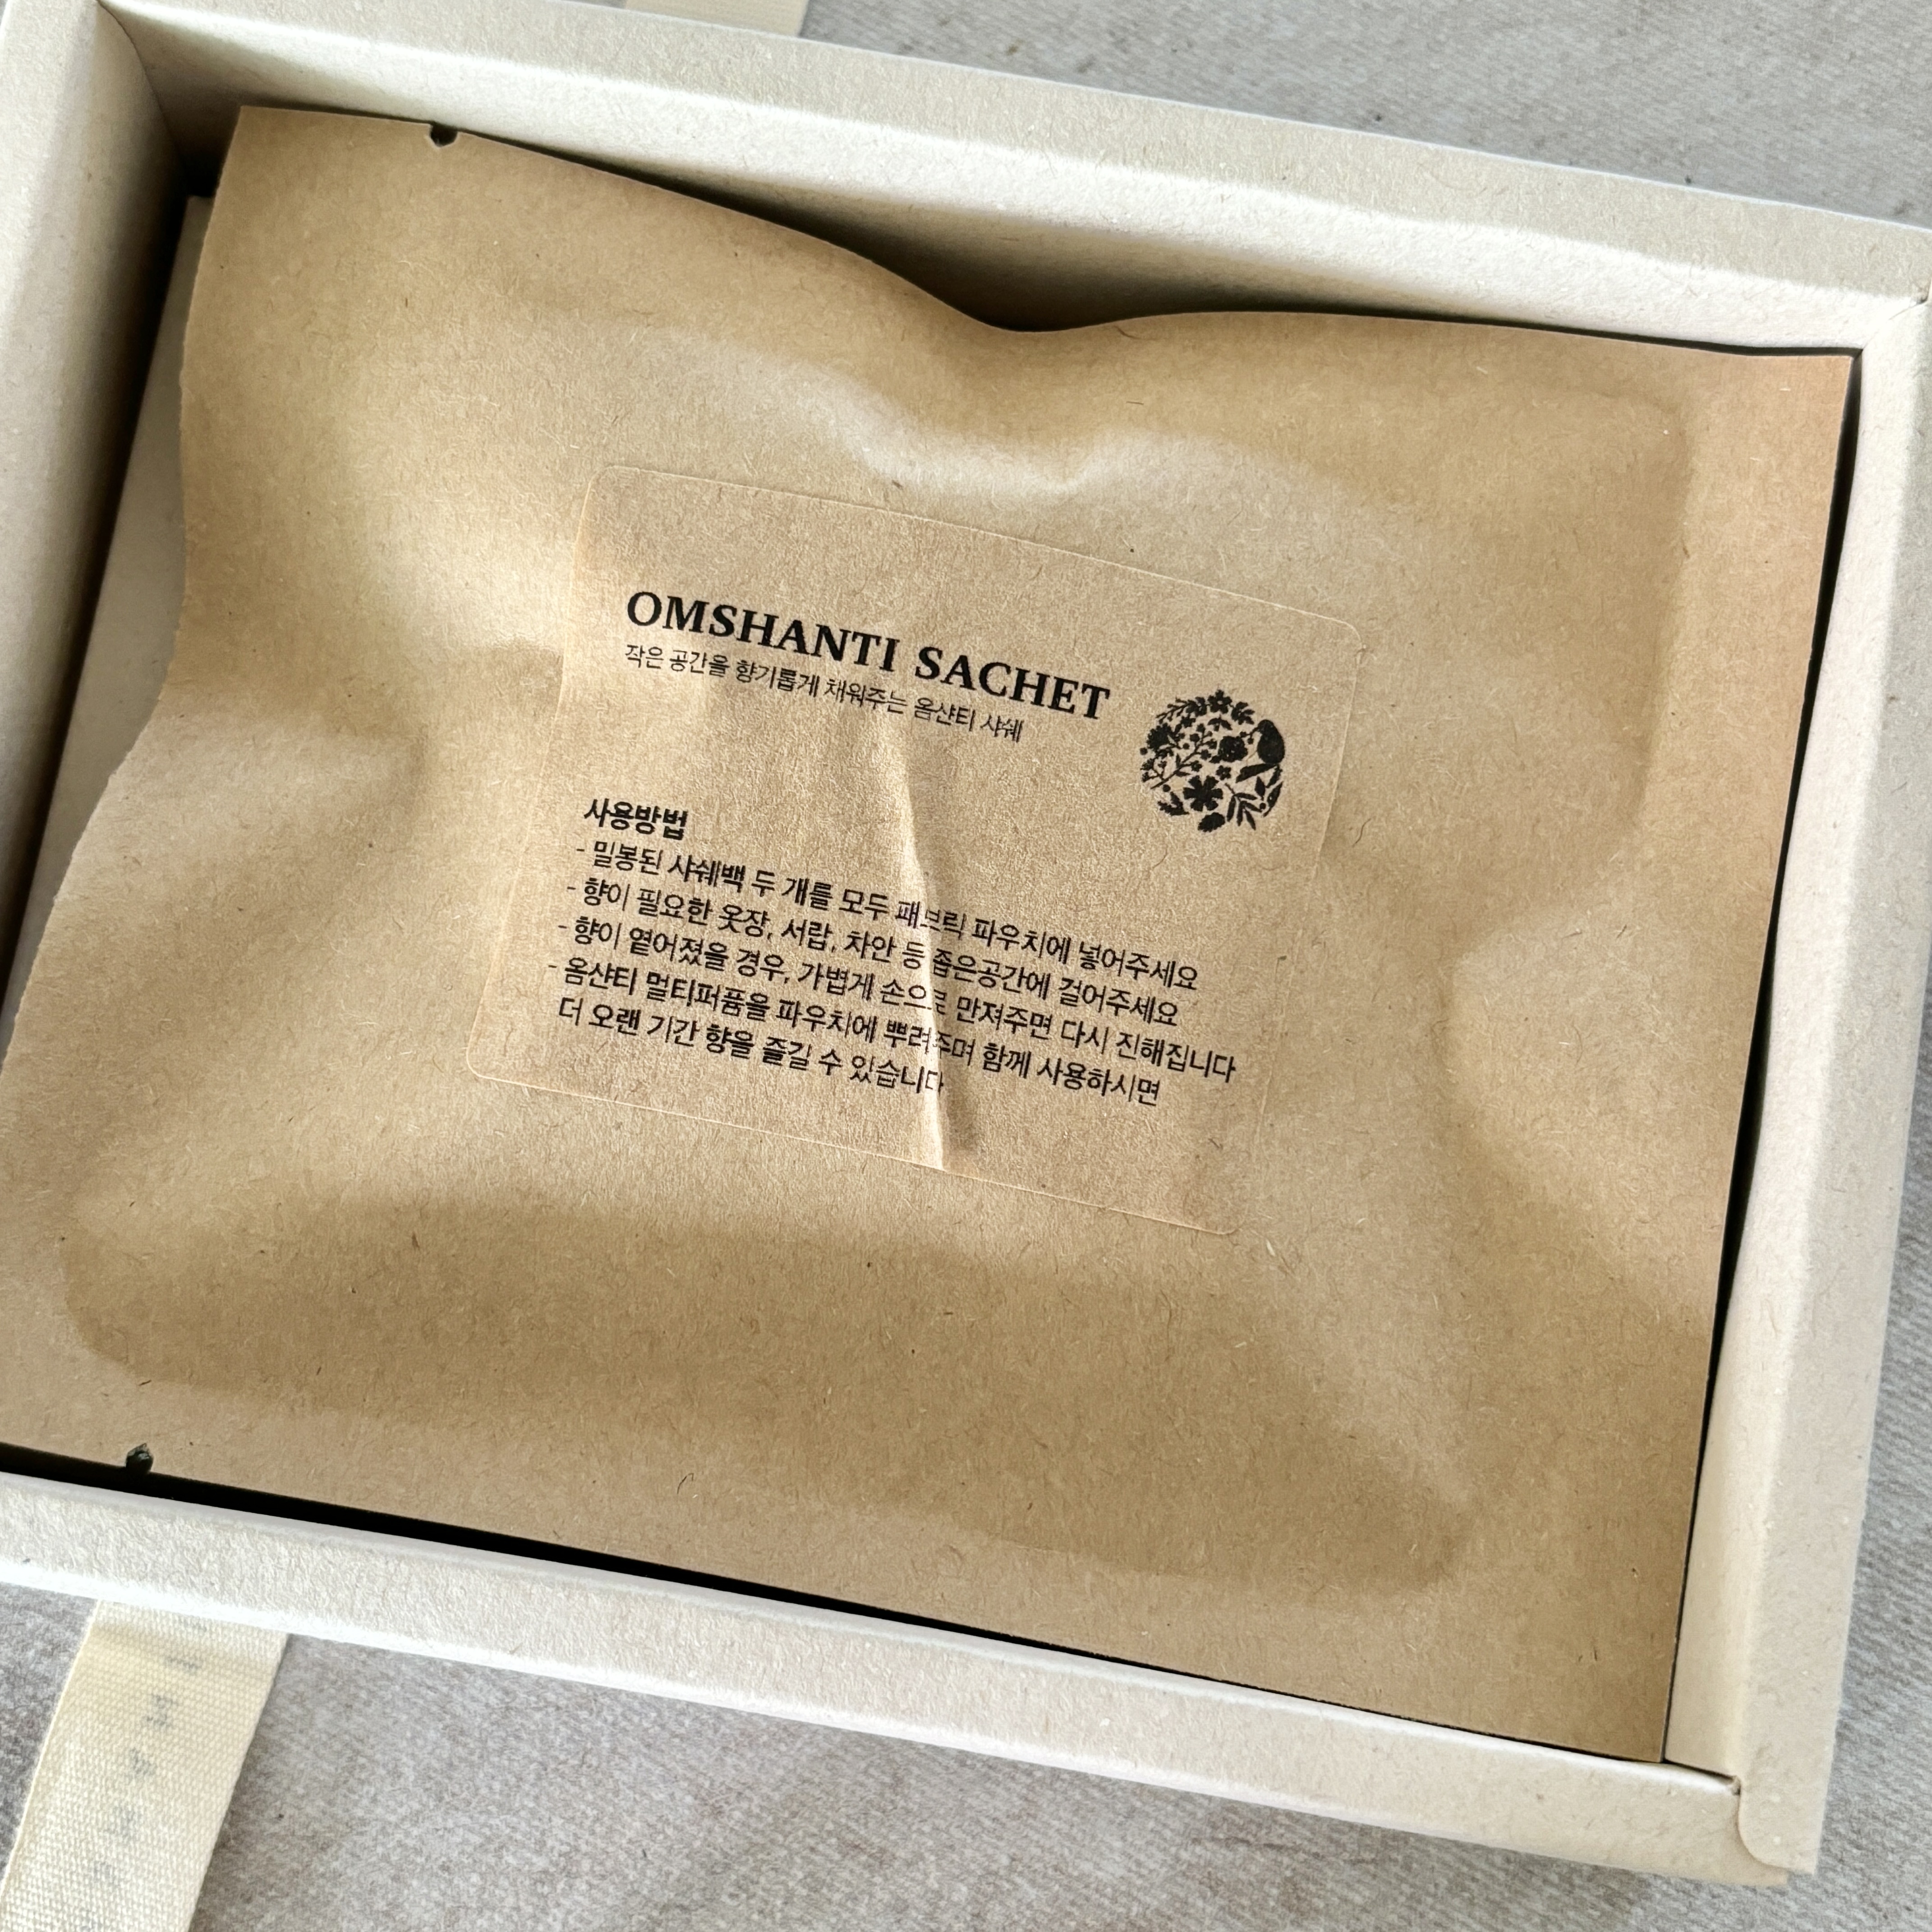 OMSHANTI SACHET
작은 공간을 향기롭게 채워주는 옴샨티 샤쉐
사용방법
- 밀봉된 샤쉐백 두 개를 모두 패브릭 파우치에 넣어주세요
- 향이 필요한 옷장, 서랍, 차안 등 좁은공간에 걸어주세요
- 향이 옅어졌을 경우, 가볍게 손으로 만져주면 다시 진해집니다
- 옴샨티 멀티퍼퓸을 파우치에 뿌려주며 함께 사용하시면
더 오랜 기간 향을 즐길 수 있습니다